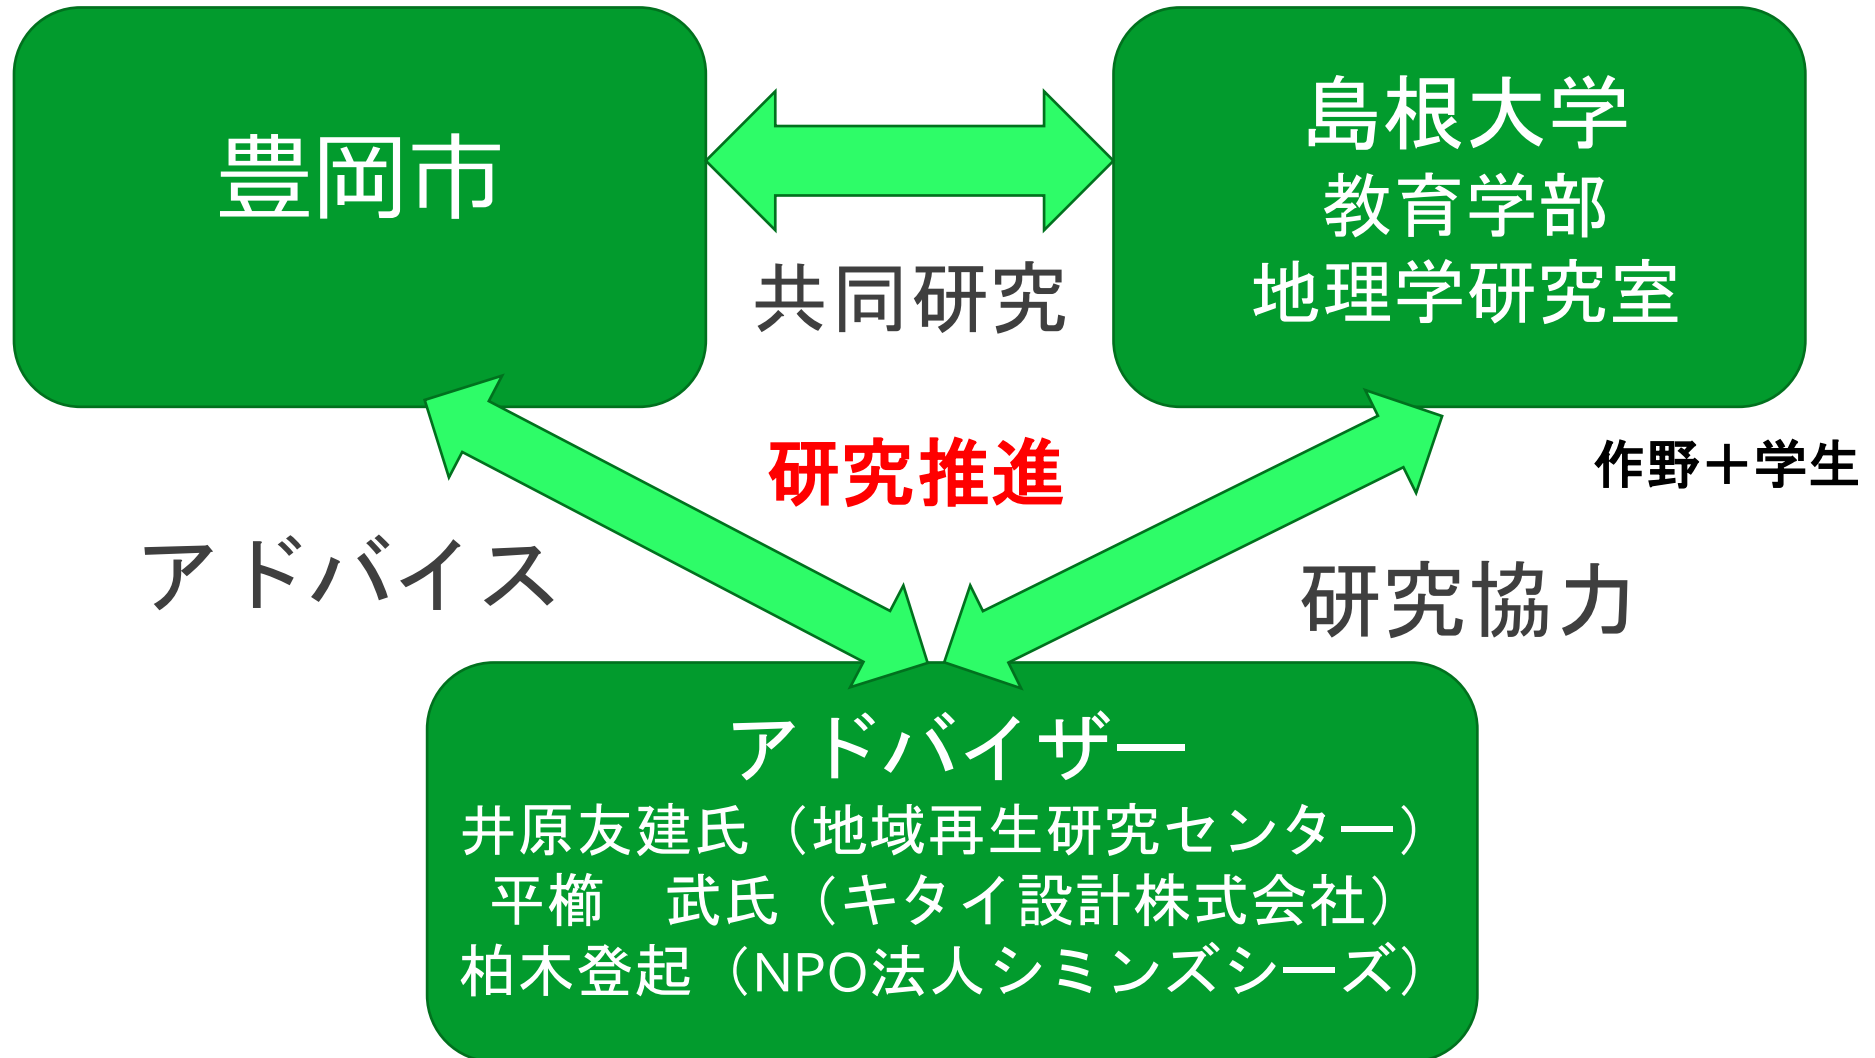 豊岡市
島根大学
教育学部
地理学研究室
共同研究
研究推進
作野＋学生
アドバイス
研究協力
アドバイザー
井原友建氏（地域再生研究センター）
平櫛　武氏（キタイ設計株式会社）
柏木登起（NPO法人シミンズシーズ）